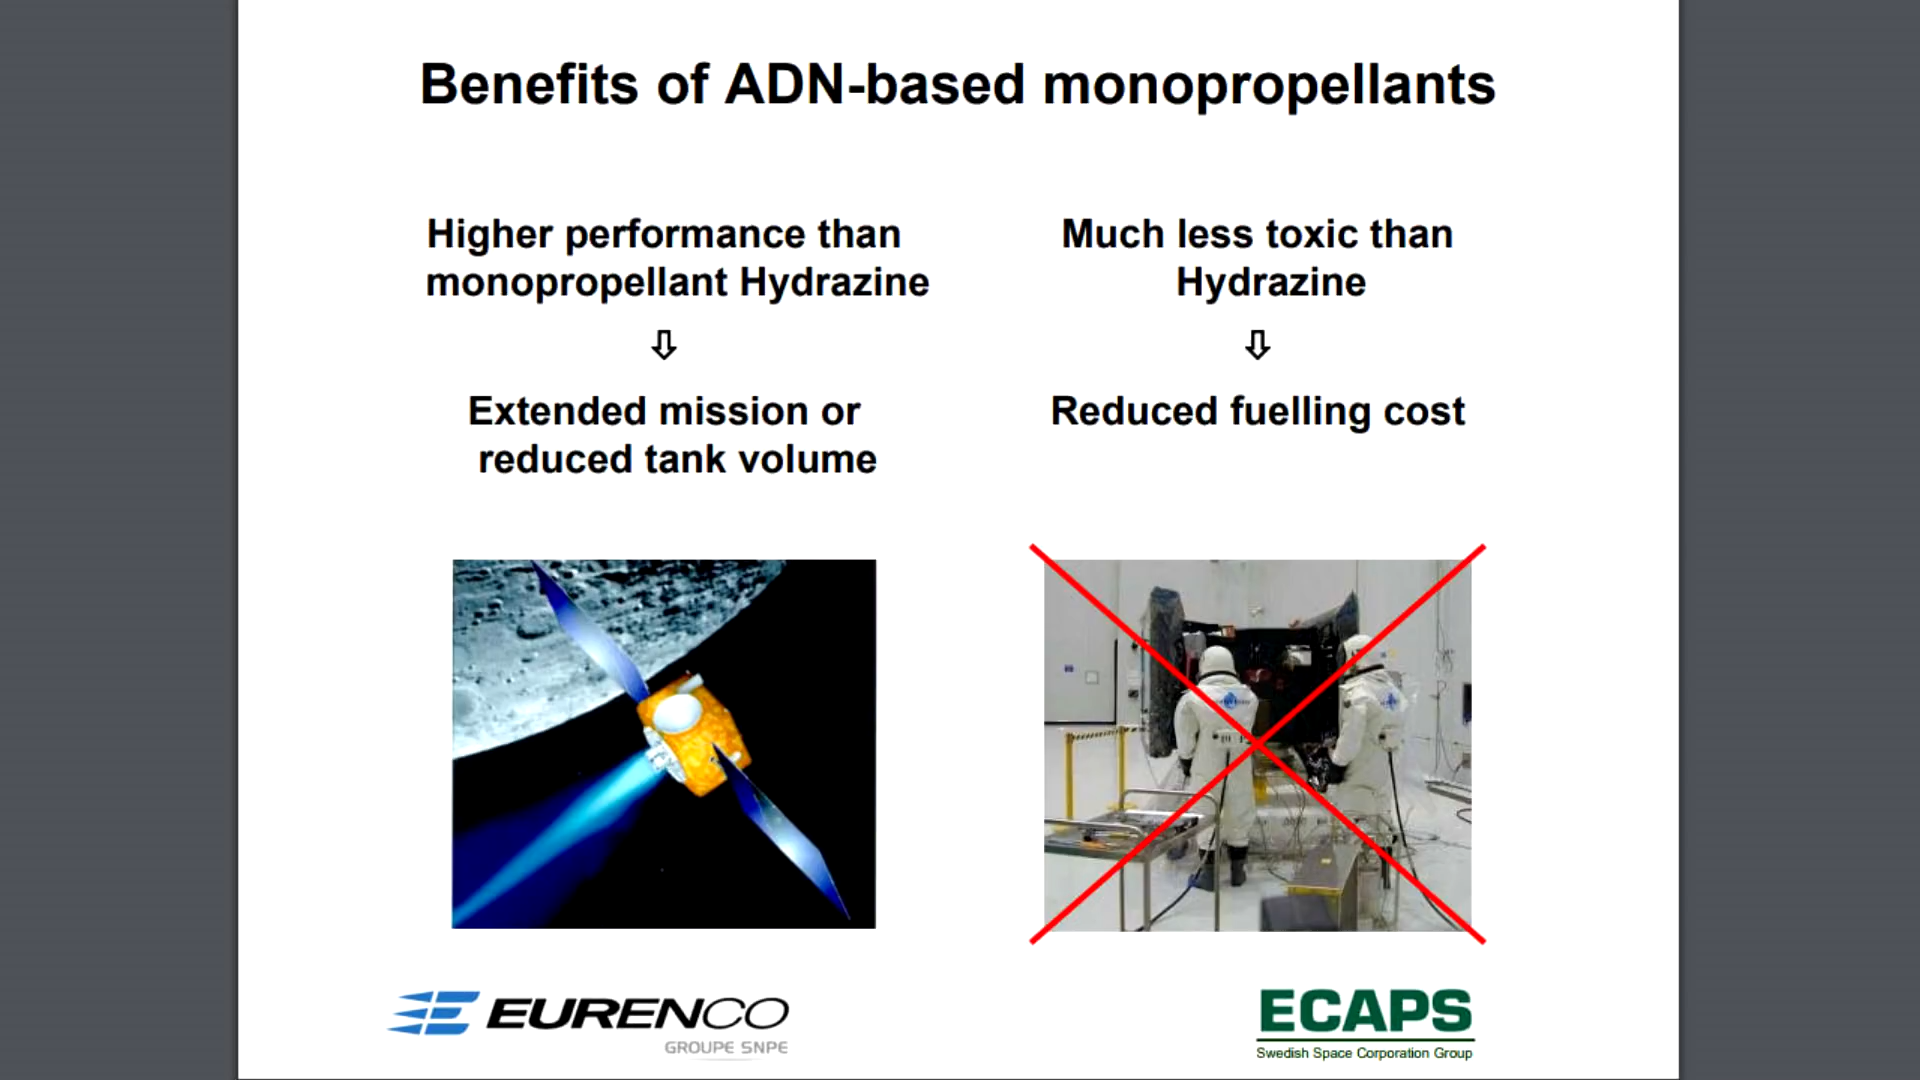 Benefits of ADN-based monopropellants
Higher performance than
monopropellant Hydrazine
⇩
Extended mission or
reduced tank volume
Much less toxic than
Hydrazine
⇩
Reduced fuelling cost
EURENCO
GROUPE SNPE
ECAPS
Swedish Space Corporation Group